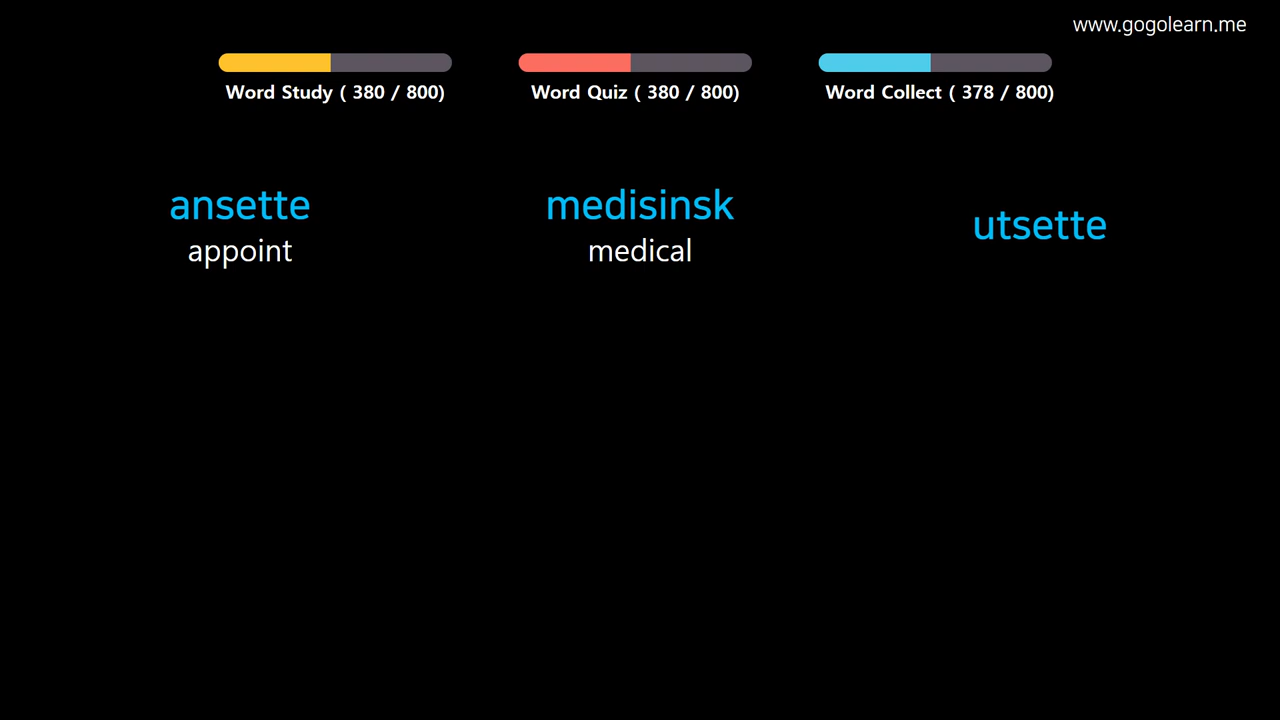 www.gogolearn.me
Word Study ( 380 / 800)
Word Quiz ( 380 / 800)
Word Collect ( 378 / 800)
ansette
appoint
medisinsk
medical
utsette